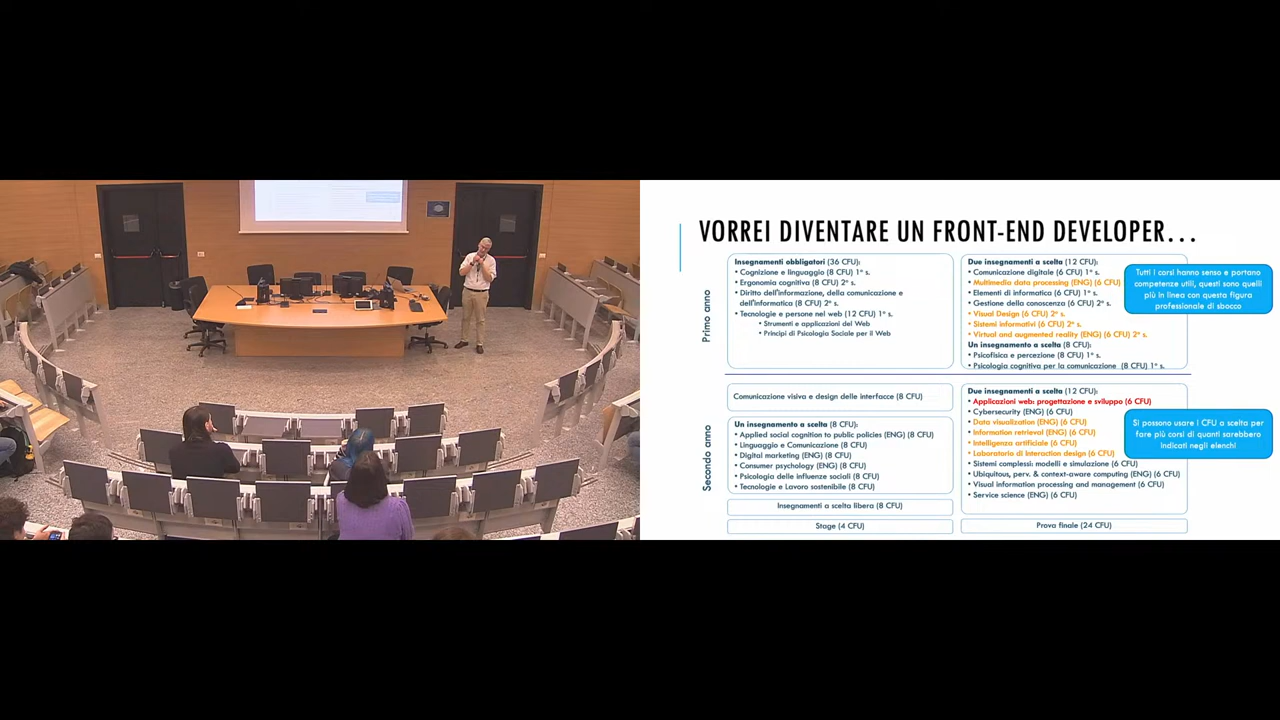 VORREI DIVENTARE UN FRONT-END DEVELOPER...
Primo anno
Insegnamenti obbligatori (36 CFU):
• Cognizione e linguaggio (8 CFU) 1° s.
• Ergonomia cognitiva (8 CFU) 2° s.
• Diritto dell'informazione, della comunicazione e
dell'informatica (8 CFU) 2° s.
• Tecnologie e persone nel web (12 CFU) 1° s.
• Strumenti e applicazioni del Web
• Principi di Psicologia Sociale per il Web
Due insegnamenti a scelta (12 CFU):
• Comunicazione digitale (6 CFU) 1° s.
• Multimedia data processing (ENG) (6 CFU)
• Elementi di informatica (6 CFU) 1° s.
• Gestione della conoscenza (6 CFU) 2° s.
• Visual Design (6 CFU) 2° s.
• Sistemi informativi (6 CFU) 2° s.
• Virtual and augmented reality (ENG) (6 CFU) 2° s.
Un insegnamento a scelta (8 CFU):
• Psicofisica e percezione (8 CFU) 1° s.
• Psicologia cognitiva per la comunicazione (8 CFU) 1° s.
Tutti i corsi hanno senso e portano
competenze utili, questi sono quelli
più in linea con questa figura
professionale di sbocco
Secondo anno
Comunicazione visiva e design delle interfacce (8 CFU)
Un insegnamento a scelta (8 CFU):
• Applied social cognition to public policies (ENG) (8 CFU)
• Linguaggio e Comunicazione (8 CFU)
• Digital marketing (ENG) (8 CFU)
• Consumer psychology (ENG) (8 CFU)
• Psicologia delle influenze sociali (8 CFU)
• Tecnologie e Lavoro sostenibile (8 CFU)
Insegnamenti a scelta libera (8 CFU)
Stage (4 CFU)
Due insegnamenti a scelta (12 CFU):
• Applicazioni web: progettazione e sviluppo (6 CFU)
• Cybersecurity (ENG) (6 CFU)
• Data visualization (ENG) (6 CFU)
• Information retrieval (ENG) (6 CFU)
• Intelligenza artificiale (6 CFU)
• Laboratorio di Interaction design (6 CFU)
• Sistemi complessi: modelli e simulazione (6 CFU)
• Ubiquitous, perv. & context-aware computing (ENG) (6 CFU)
• Visual information processing and management (6 CFU)
• Service science (ENG) (6 CFU)
Prova finale (24 CFU)
Si possono usare i CFU a scelta per
fare più corsi di quanti sarebbero
indicati negli elenchi